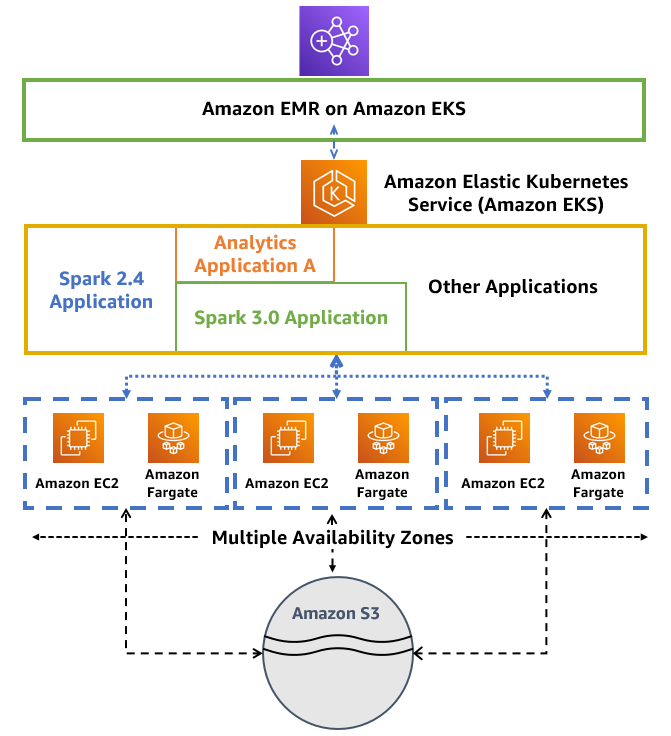 Amazon EMR on Amazon EKS
K
Amazon Elastic Kubernetes
Service (Amazon EKS)
Analytics
Application A
Spark 2.4
Application
Other Applications
Spark 3.0 Application
Amazon EC2
Amazon
Fargate
Amazon EC2
Amazon
Fargate
Amazon EC2
Amazon
Fargate
Multiple Availability Zones
Amazon S3